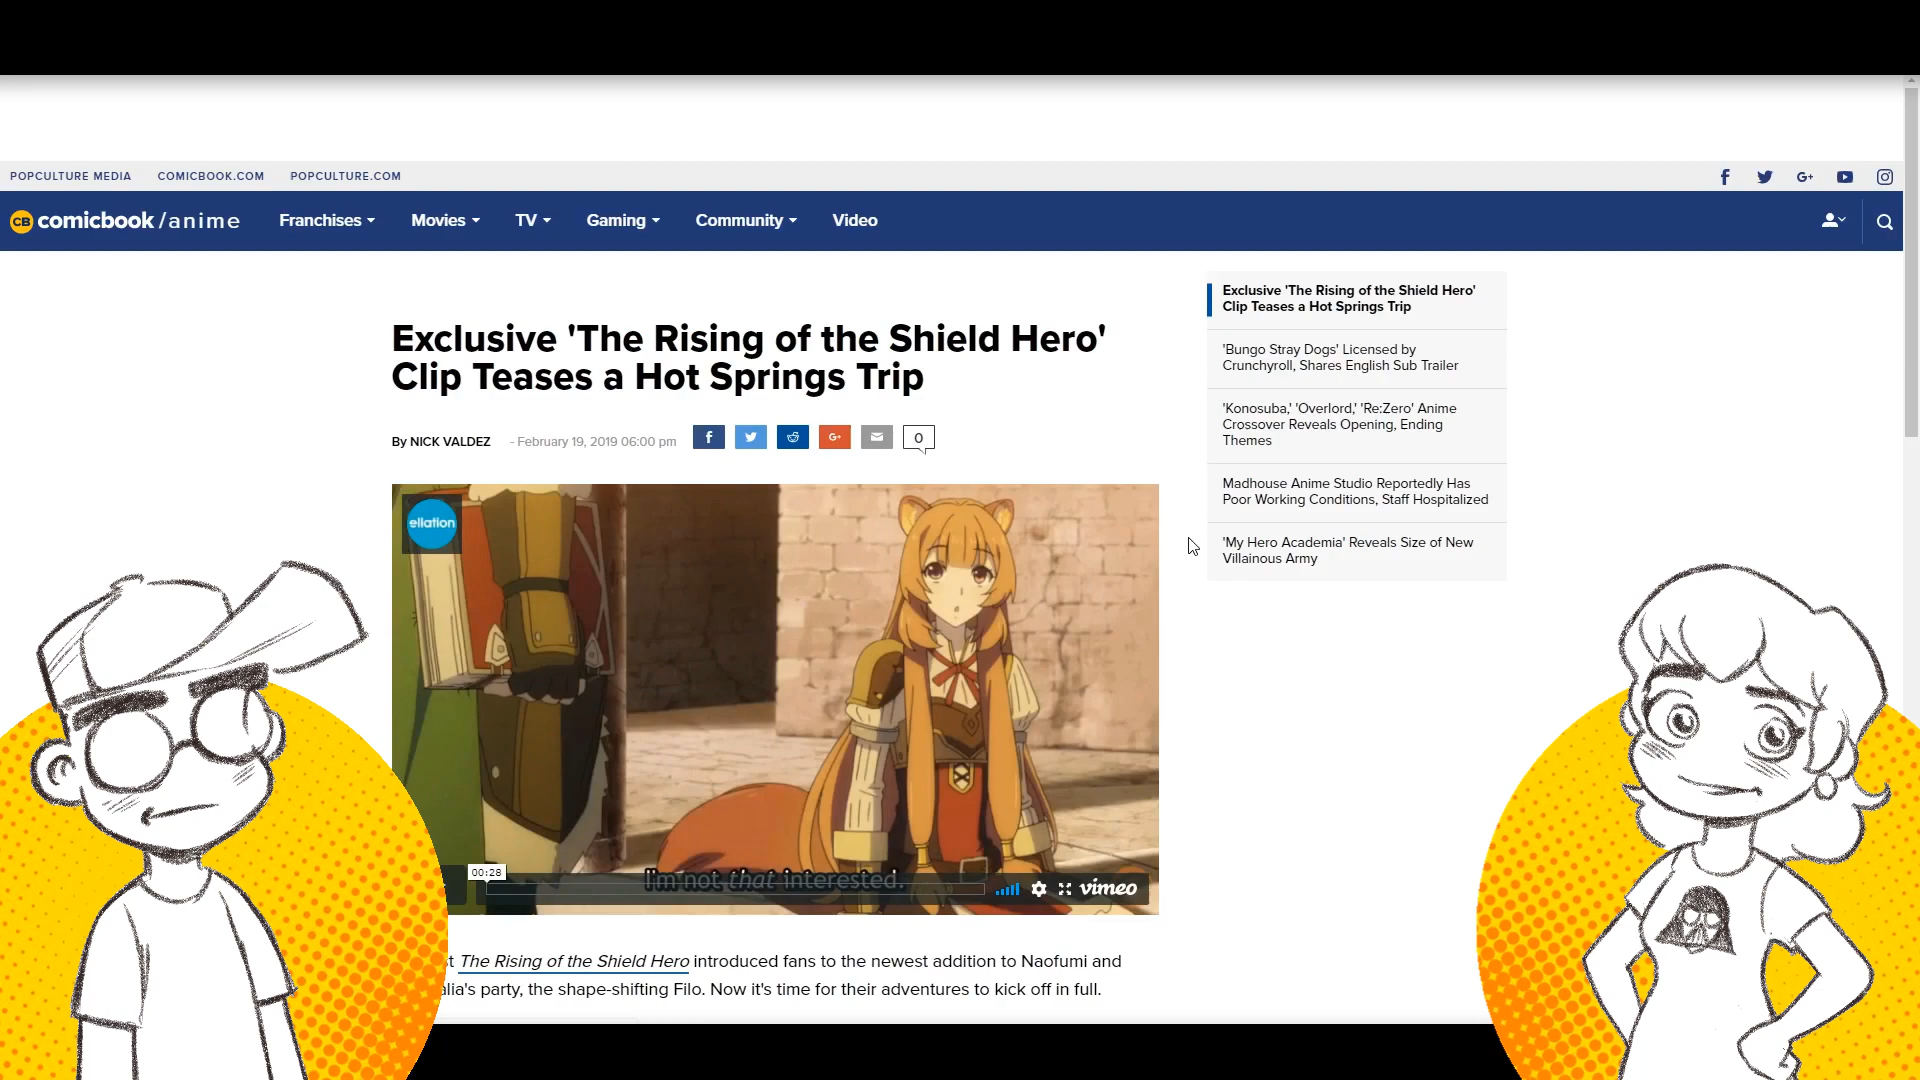 POPCULTURE MEDIA COMICBOOK.COM POPCULTURE.COM
G+
CB comicbook/anime Franchises Movies TV Gaming Community Video
Exclusive 'The Rising of the Shield Hero'
Clip Teases a Hot Springs Trip
By NICK VALDEZ - February 19, 2019 06:00 pm f G+ 0
ellation
00:28
I'm not that interested.
vimeo
t The Rising of the Shield Hero introduced fans to the newest addition to Naofumi and
alia's party, the shape-shifting Filo. Now it's time for their adventures to kick off in full.
Exclusive 'The Rising of the Shield Hero'
Clip Teases a Hot Springs Trip
'Bungo Stray Dogs' Licensed by
Crunchyroll, Shares English Sub Trailer
'Konosuba,' 'Overlord,' 'Re:Zero' Anime
Crossover Reveals Opening, Ending
Themes
Madhouse Anime Studio Reportedly Has
Poor Working Conditions, Staff Hospitalized
'My Hero Academia' Reveals Size of New
Villainous Army